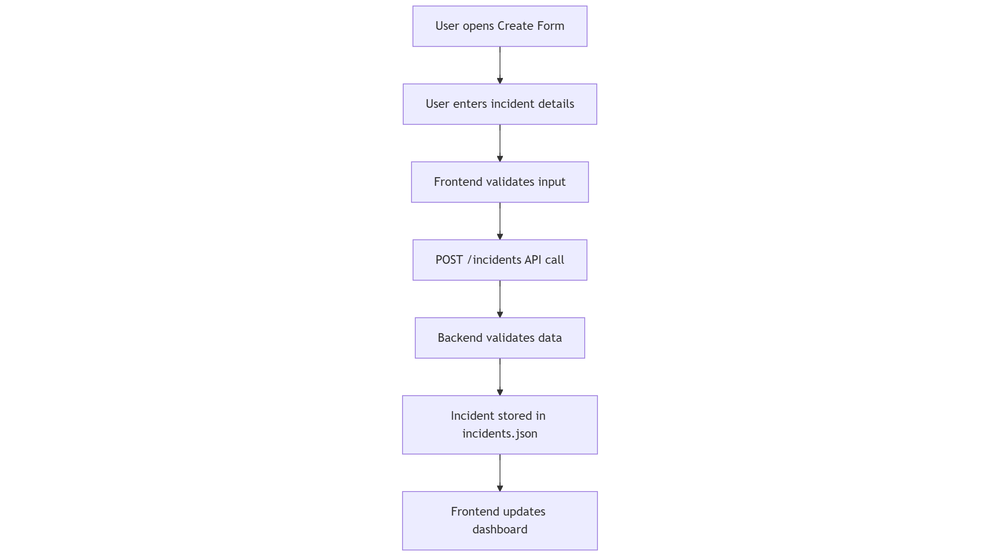 User opens Create Form
User enters incident details
Frontend validates input
POST /incidents API call
Backend validates data
Incident stored in
incidents.json
Frontend updates
dashboard